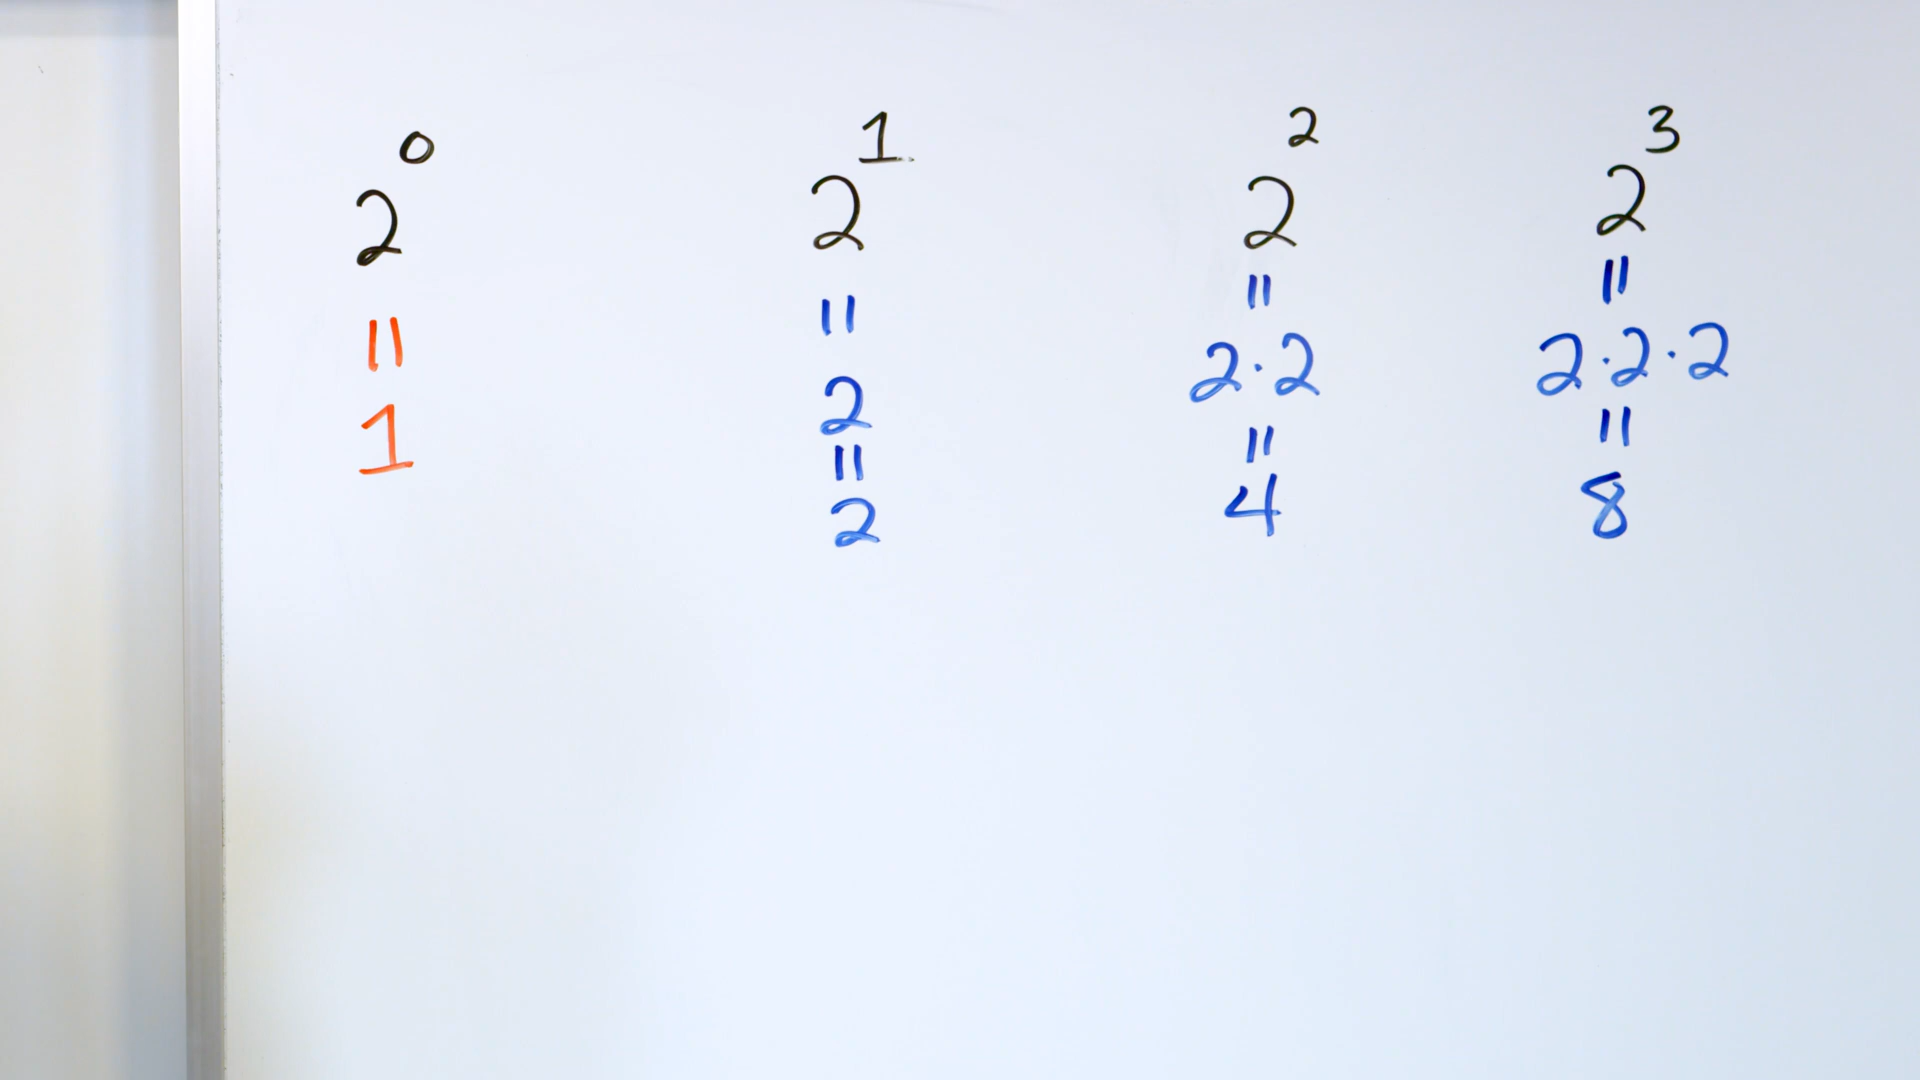 2⁰ 2¹ 2² 2³
= = = =
1 2 2·2 2·2·2
= = =
2 4 8